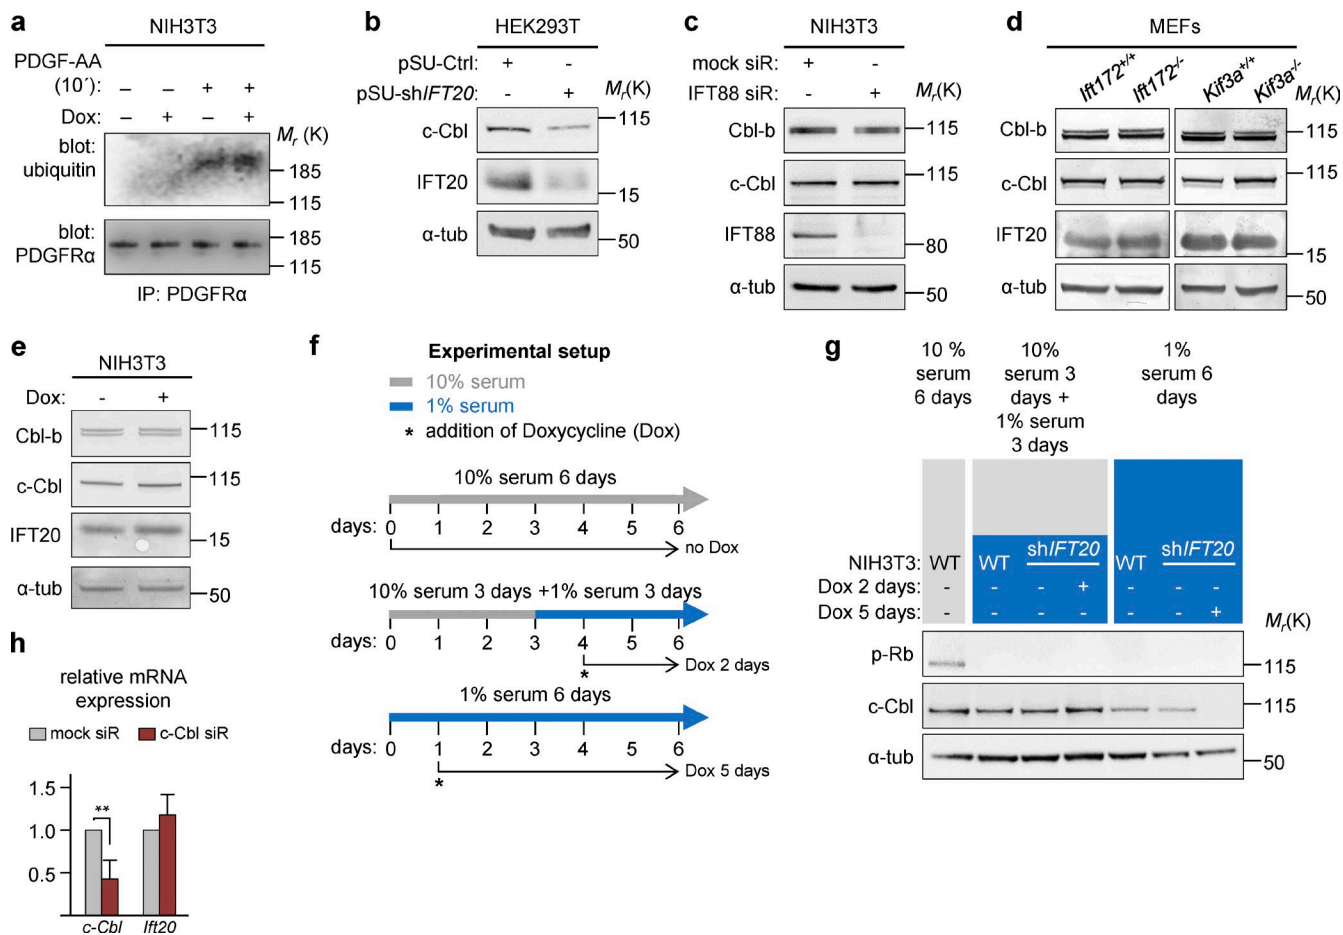 a
NIH3T3
PDGF-AA
(10´)
– – + +
Dox: – + – +
blot:
ubiquitin
Mr (K)
185
115
blot:
PDGFRα
185
115
IP: PDGFRα
b
HEK293T
pSU-Ctrl: + -
pSU-shIFT20: - +
Mr(K)
c-Cbl
115
IFT20
15
α-tub
50
c
NIH3T3
mock siR: + -
IFT88 siR: - +
Mr(K)
Cbl-b
115
c-Cbl
115
IFT88
80
α-tub
50
d
MEFs
Ift172+/+ Ift172-/- Kif3a+/+ Kif3a-/-
Mr(K)
Cbl-b
115
c-Cbl
115
IFT20
15
α-tub
50
e
NIH3T3
Dox: - +
Cbl-b
115
c-Cbl
115
IFT20
15
α-tub
50
f
Experimental setup
10% serum
1% serum
* addition of Doxycycline (Dox)
10% serum 6 days
days: 0 1 2 3 4 5 6
no Dox
10% serum 3 days +1% serum 3 days
days: 0 1 2 3 4 5 6
* Dox 2 days
1% serum 6 days
days: 0 1 2 3 4 5 6
* Dox 5 days
g
10 %
serum
6 days
10%
serum 3
days +
1% serum
3 days
1%
serum 6
days
NIH3T3: WT WT shIFT20 WT shIFT20
Dox 2 days - - - + - - -
Dox 5 days: - - - - - - +
Mr(K)
p-Rb
115
c-Cbl
115
α-tub
50
h
relative mRNA
expression
mock siR c-Cbl siR
1.5
1.0
0.5
**
c-Cbl Ift20